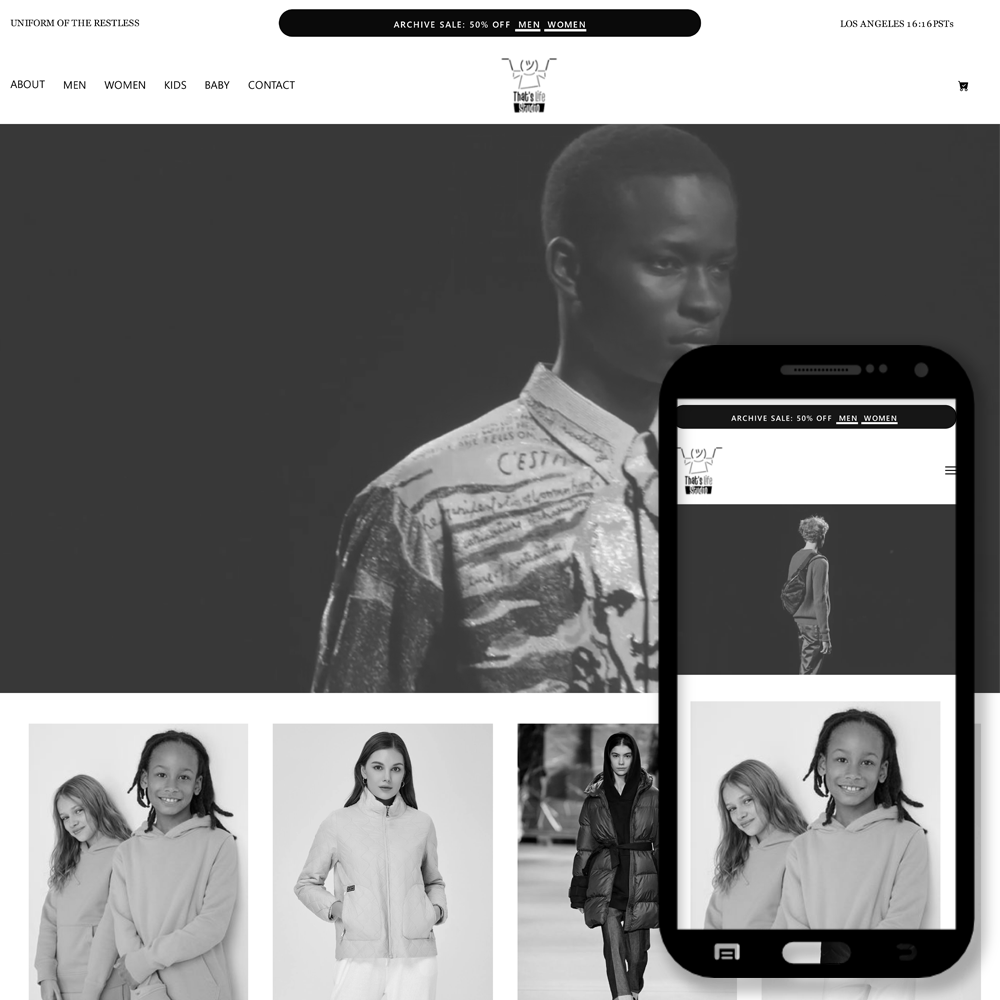 UNIFORM OF THE RESTLESS
ARCHIVE SALE: 50% OFF MEN WOMEN
LOS ANGELES 16:16PSTs
ABOUT MEN WOMEN KIDS BABY CONTACT
That's life
Studio
C'EST
ARCHIVE SALE: 50% OFF MEN WOMEN
That's life
Studio